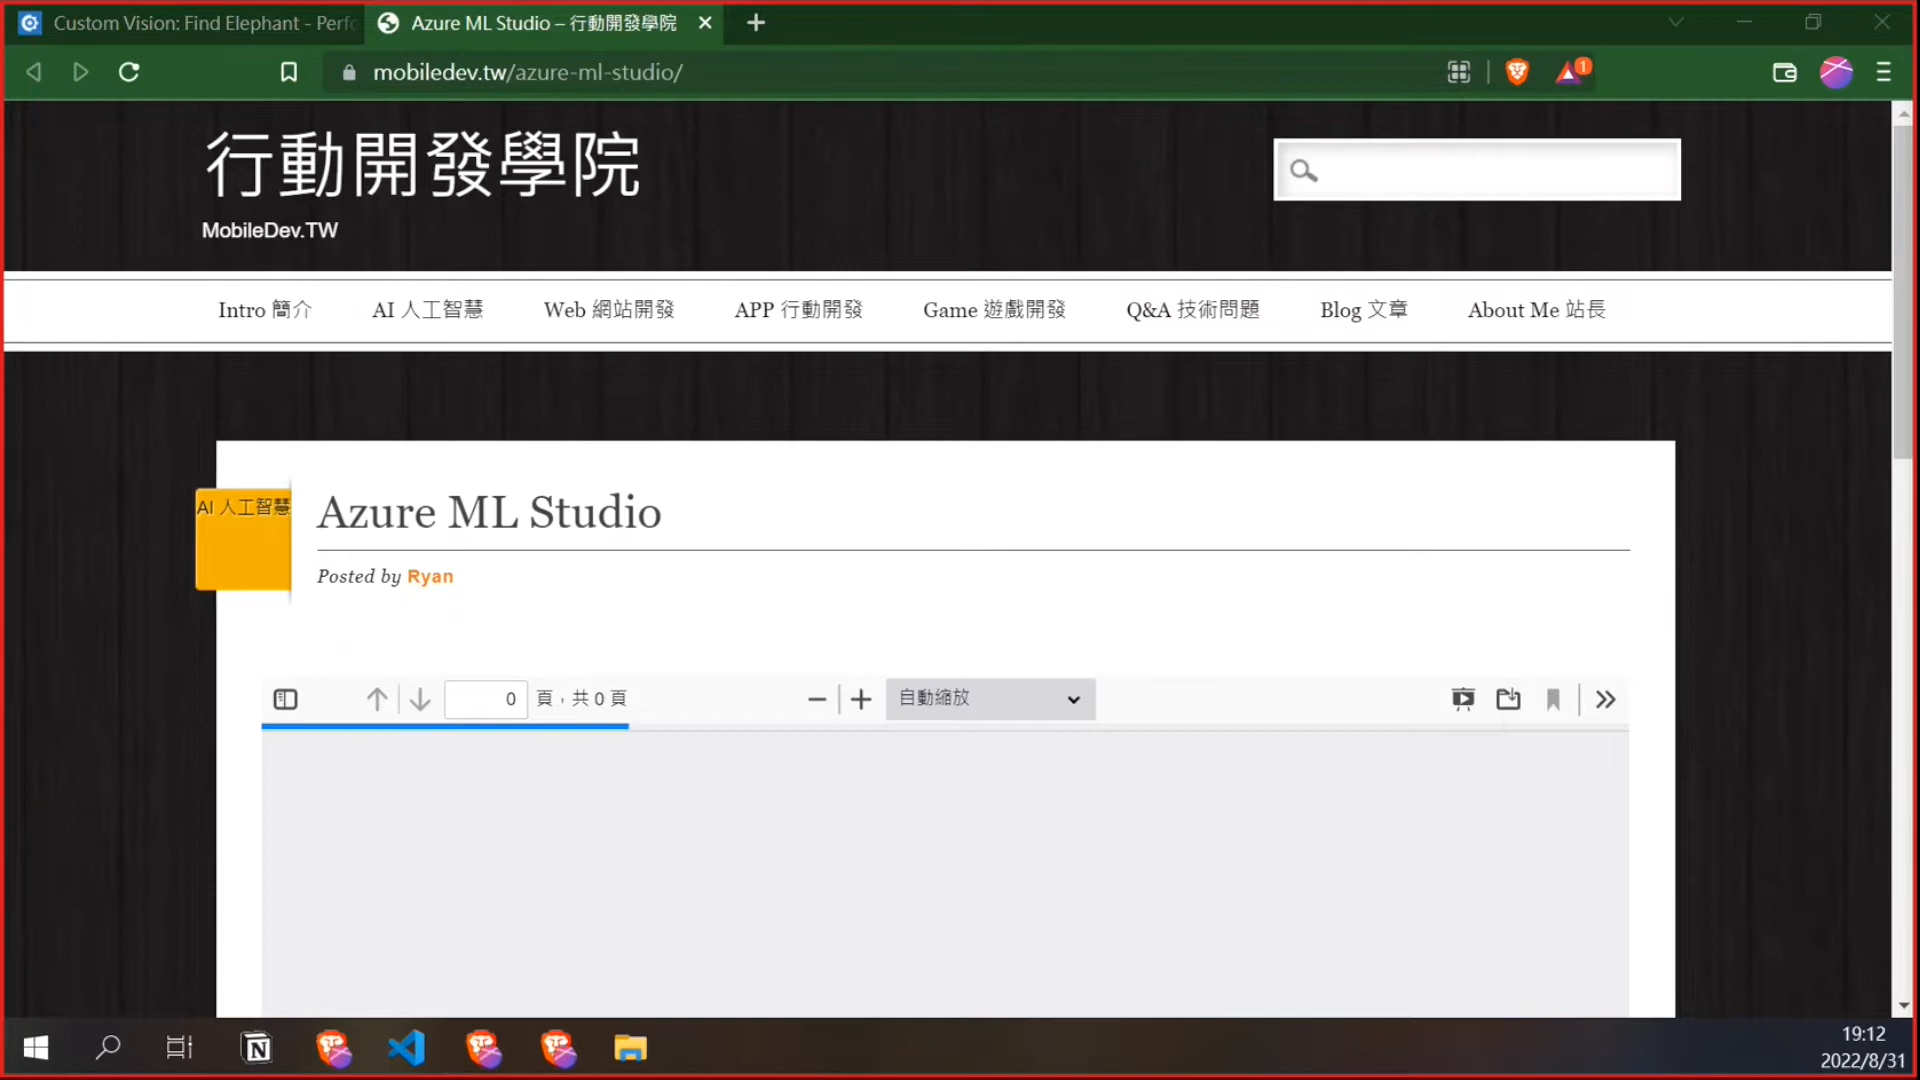 Custom Vision: Find Elephant - Perfo
Azure ML Studio – 行動開發學院
mobiledev.tw/azure-ml-studio/
1
行動開發學院
MobileDev.TW
Intro 簡介
AI 人工智慧
Web 網站開發
APP 行動開發
Game 遊戲開發
Q&A 技術問題
Blog 文章
About Me 站長
AI 人工智慧
Azure ML Studio
Posted by Ryan
0 頁，共 0 頁
自動縮放
19:12
2022/8/31